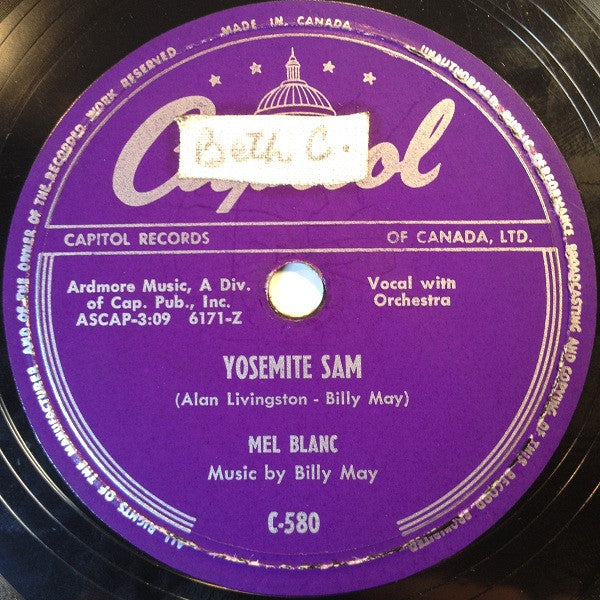 MADE IN CANADA
UNAUTHORIZED PUBLIC PERFORMANCE, BROADCASTING AND COPYING OF THIS RECORD PROHIBITED
ALL RIGHTS OF THE MANUFACTURER AND OF THE OWNER OF THE RECORDED WORK RESERVED
Capitol
Beth C.
CAPITOL RECORDS OF CANADA, LTD.
Ardmore Music, A Div. Vocal with
of Cap. Pub., Inc. Orchestra
ASCAP-3:09 6171-Z
YOSEMITE SAM
(Alan Livingston - Billy May)
MEL BLANC
Music by Billy May
C-580